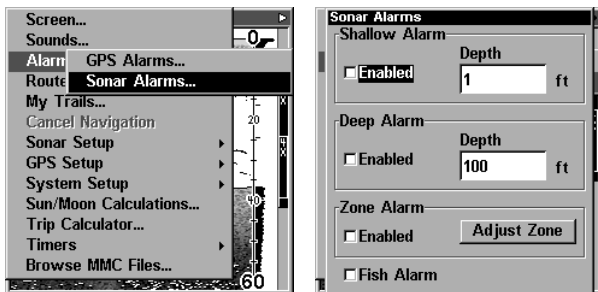 Screen...
Sounds...
Alarm
GPS Alarms...
Route
Sonar Alarms...
My Trails...
Cancel Navigation
Sonar Setup
GPS Setup
System Setup
Sun/Moon Calculations...
Trip Calculator...
Timers
Browse MMC Files...
0
20
40
60
Sonar Alarms
Shallow Alarm
Enabled
Depth
1 ft
Deep Alarm
Enabled
Depth
100 ft
Zone Alarm
Enabled
Adjust Zone
Fish Alarm